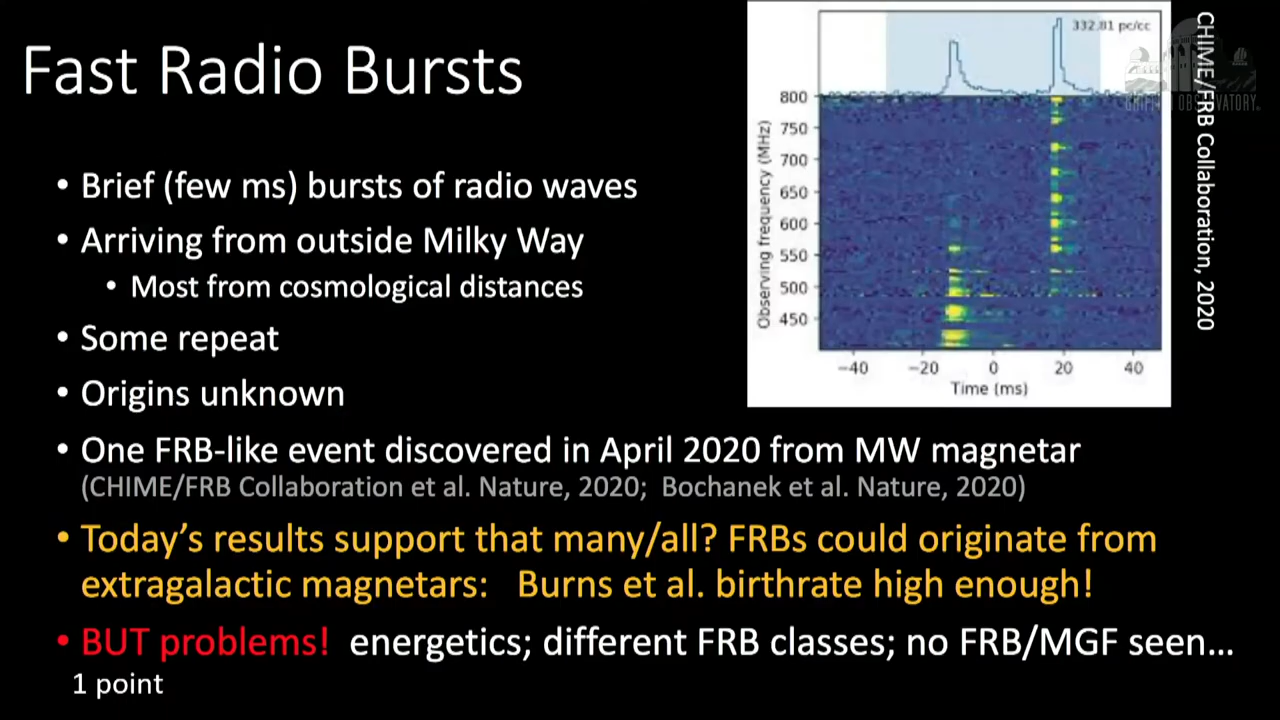 Fast Radio Bursts
• Brief (few ms) bursts of radio waves
• Arriving from outside Milky Way
• Most from cosmological distances
• Some repeat
• Origins unknown
• One FRB-like event discovered in April 2020 from MW magnetar
(CHIME/FRB Collaboration et al. Nature, 2020; Bochanek et al. Nature, 2020)
• Today's results support that many/all? FRBs could originate from
extragalactic magnetars: Burns et al. birthrate high enough!
• BUT problems! energetics; different FRB classes; no FRB/MGF seen…
1 point
332.81 pc/cc
Observing frequency (MHz)
800
750
700
650
600
550
500
450
−40 −20 0 20 40
Time (ms)
CHIME/FRB Collaboration, 2020
OBSERVATORY